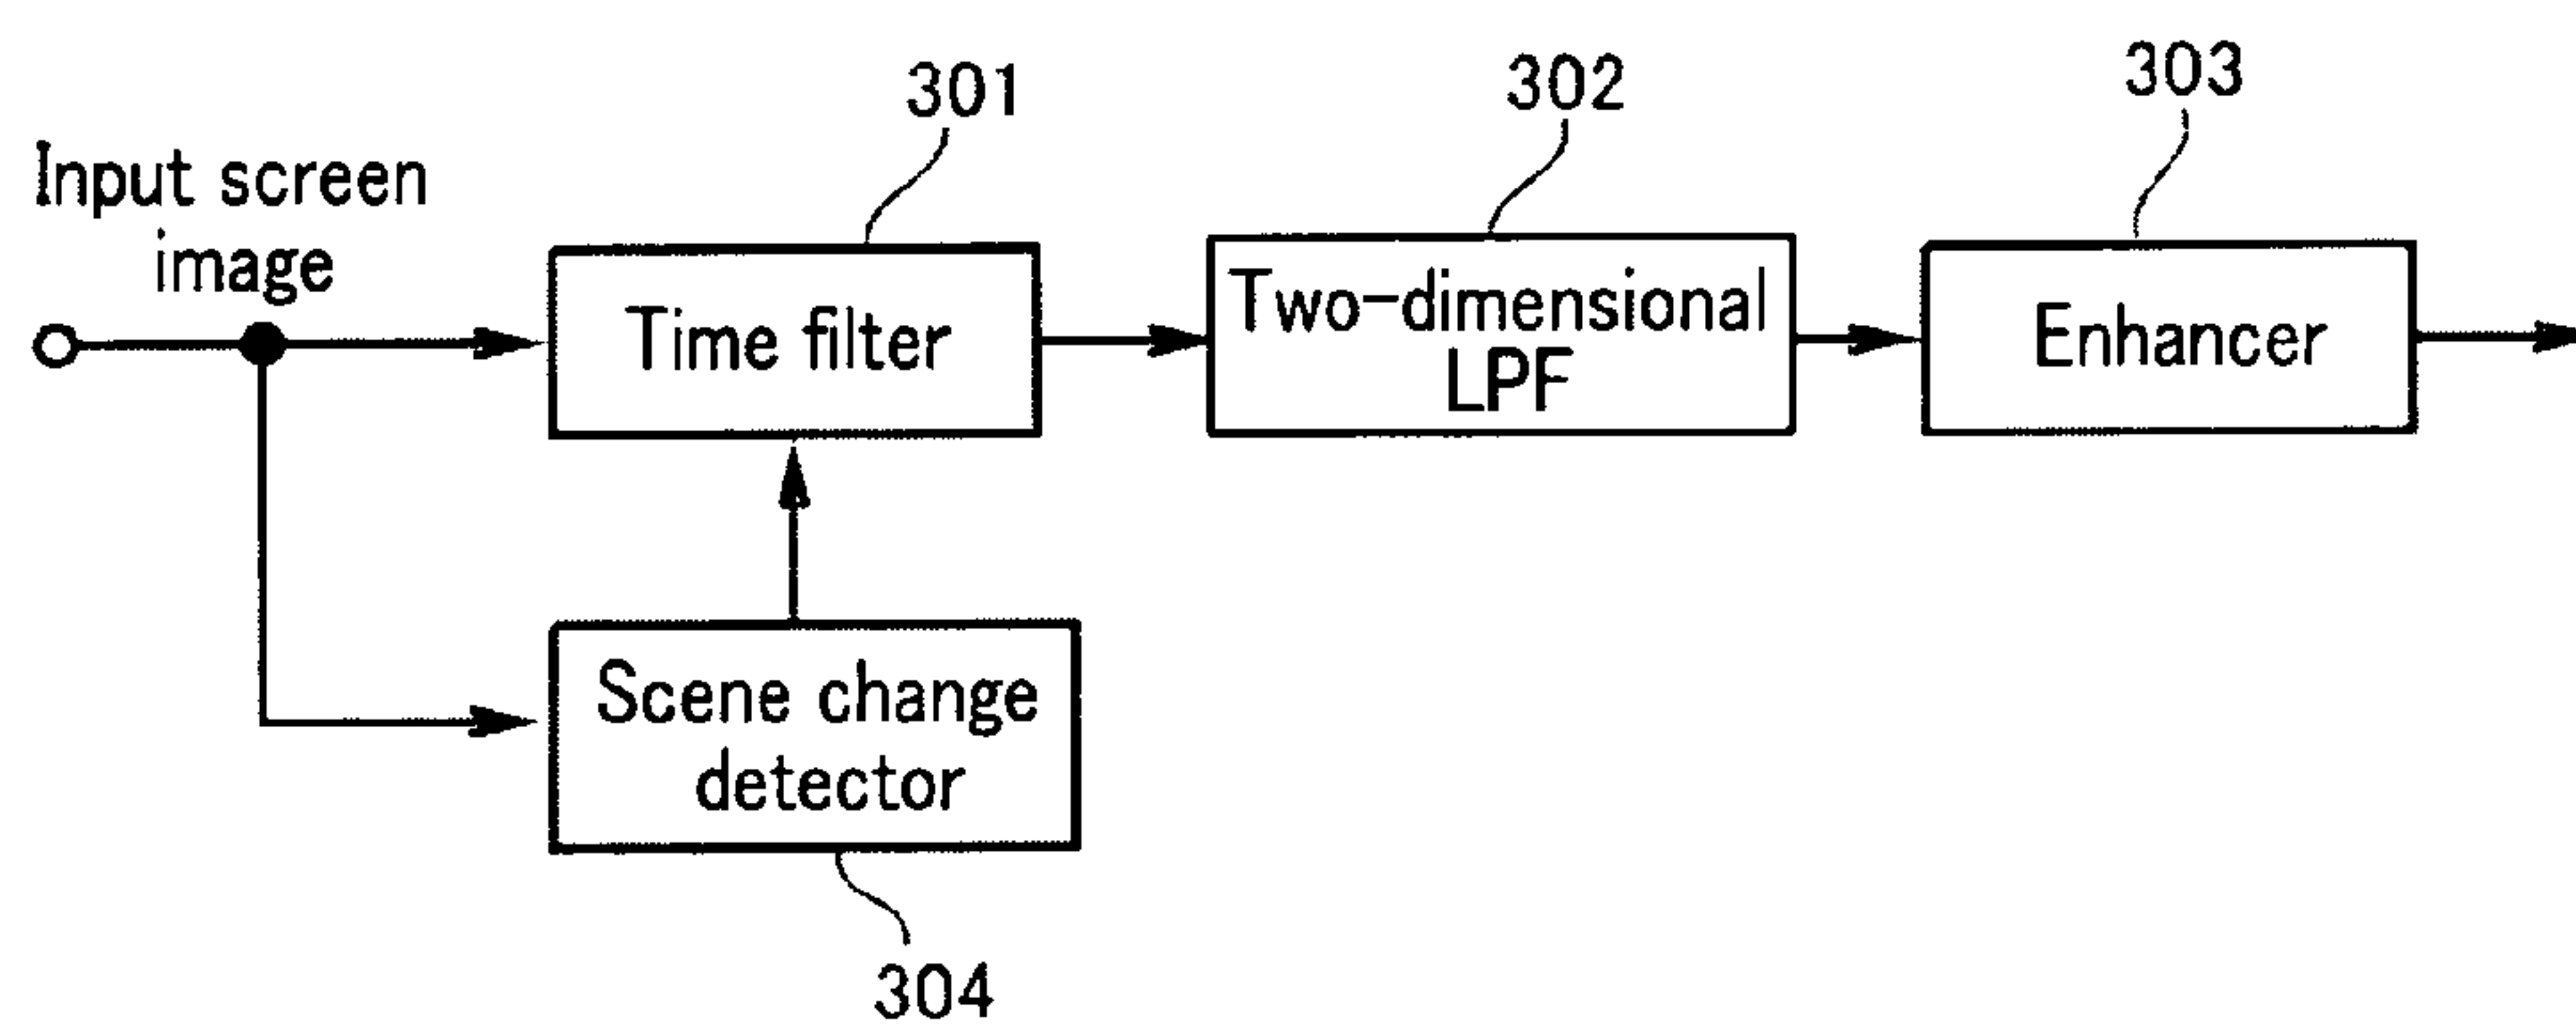 301
302
303
Input screen
image
Time filter
Two-dimensional
LPF
Enhancer
Scene change
detector
304